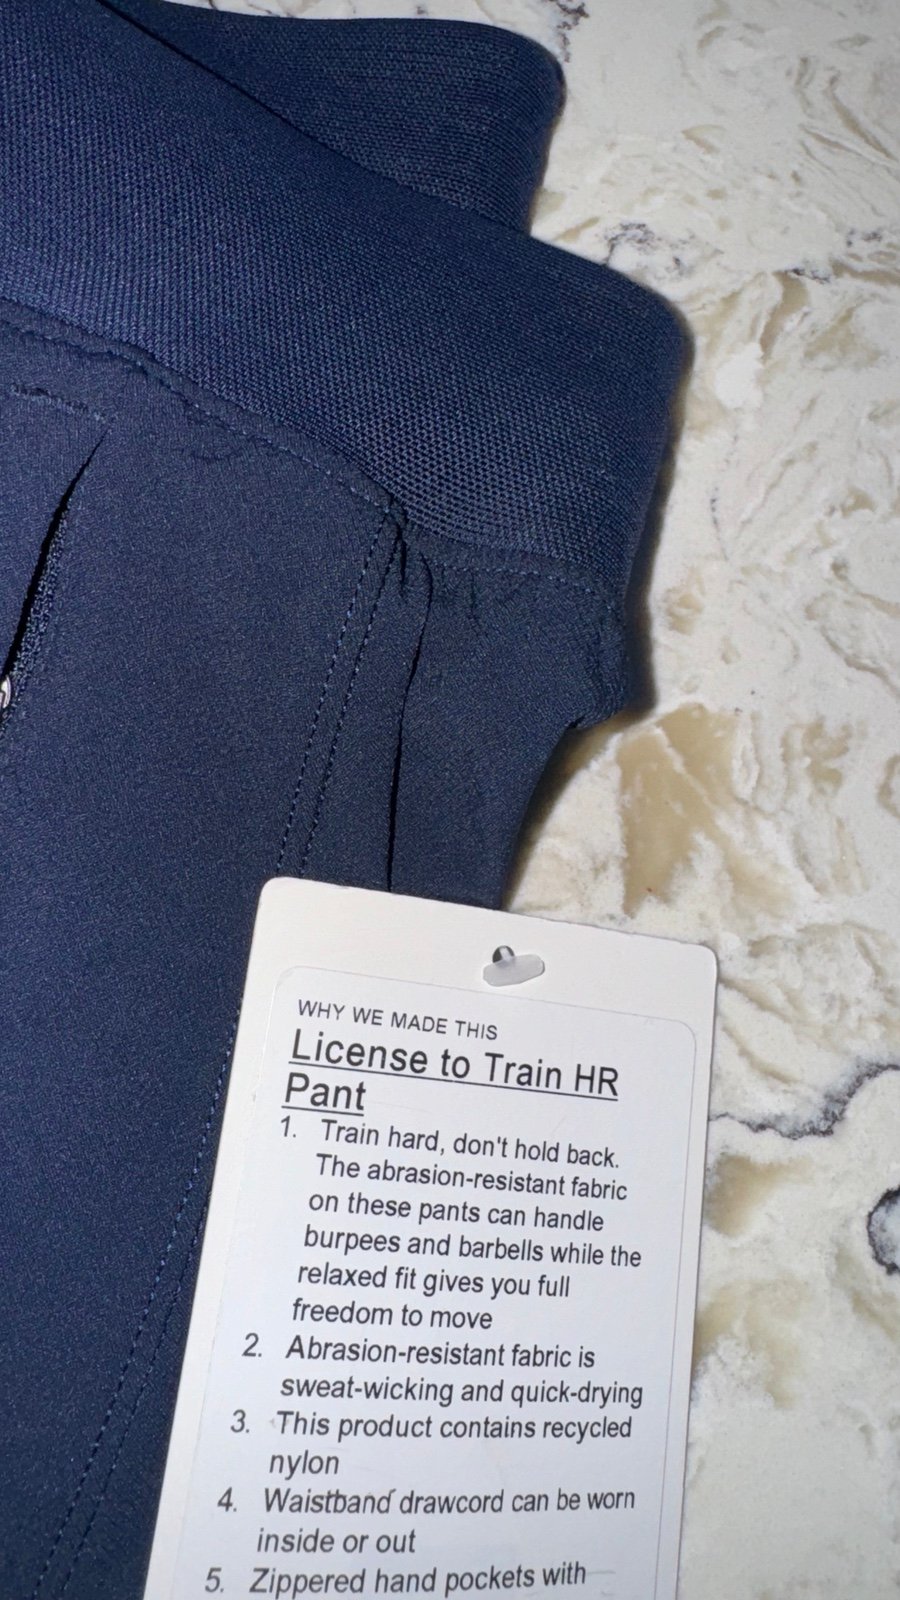 WHY WE MADE THIS
License to Train HR
Pant
1. Train hard, don't hold back.
The abrasion-resistant fabric
on these pants can handle
burpees and barbells while the
relaxed fit gives you full
freedom to move
2. Abrasion-resistant fabric is
sweat-wicking and quick-drying
3. This product contains recycled
nylon
4. Waistband drawcord can be worn
inside or out
5. Zippered hand pockets with